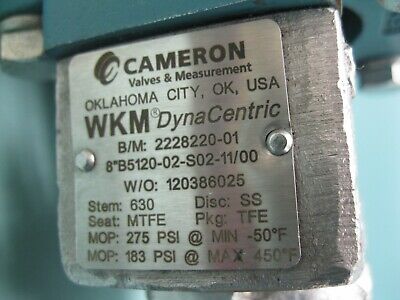 CAMERON
Valves & Measurement
OKLAHOMA CITY, OK, USA
WKM® DynaCentric
B/M: 2228220-01
8"B5120-02-S02-11/00
W/O: 120386025
Stem: 630 Disc: SS
Seat: MTFE Pkg: TFE
MOP: 275 PSI @ MIN -50°F
MOP: 183 PSI @ MAX 450°F